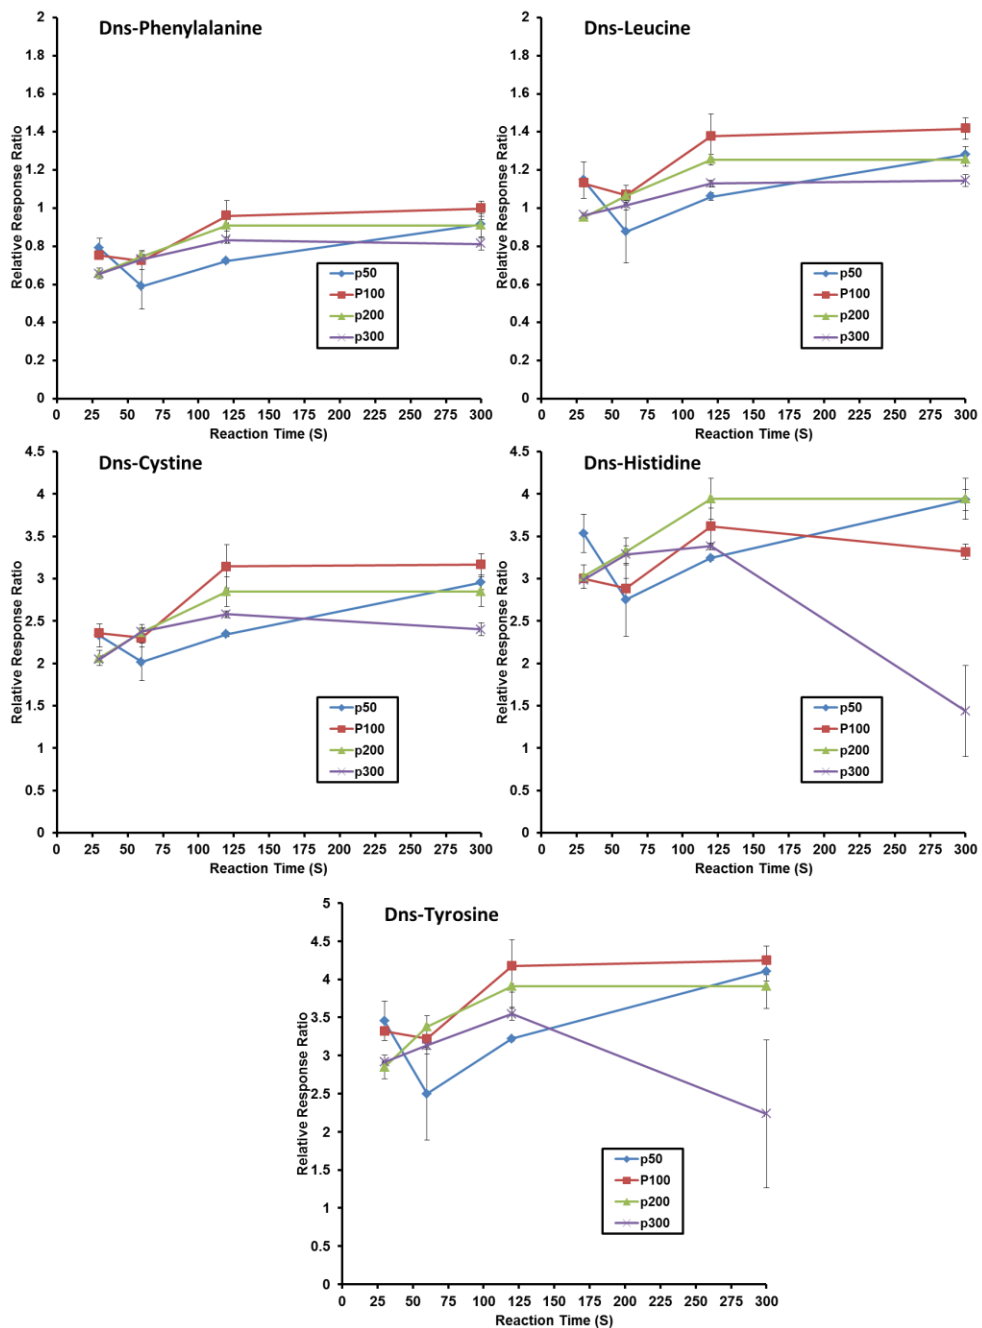 Dns-Phenylalanine
Relative Response Ratio
2
1.8
1.6
1.4
1.2
1
0.8
0.6
0.4
0.2
0
p50
P100
p200
p300
0 25 50 75 100 125 150 175 200 225 250 275 300
Reaction Time (S)
Dns-Leucine
Relative Response Ratio
2
1.8
1.6
1.4
1.2
1
0.8
0.6
0.4
0.2
0
p50
P100
p200
p300
0 25 50 75 100 125 150 175 200 225 250 275 300
Reaction Time (S)
Dns-Cystine
Relative Response Ratio
4.5
4
3.5
3
2.5
2
1.5
1
0.5
0
p50
P100
p200
p300
0 25 50 75 100 125 150 175 200 225 250 275 300
Reaction Time (S)
Dns-Histidine
Relative Response Ratio
4.5
4
3.5
3
2.5
2
1.5
1
0.5
0
p50
P100
p200
p300
0 25 50 75 100 125 150 175 200 225 250 275 300
Reaction Time (S)
Dns-Tyrosine
Relative Response Ratio
5
4.5
4
3.5
3
2.5
2
1.5
1
0.5
0
p50
P100
p200
p300
0 25 50 75 100 125 150 175 200 225 250 275 300
Reaction Time (S)